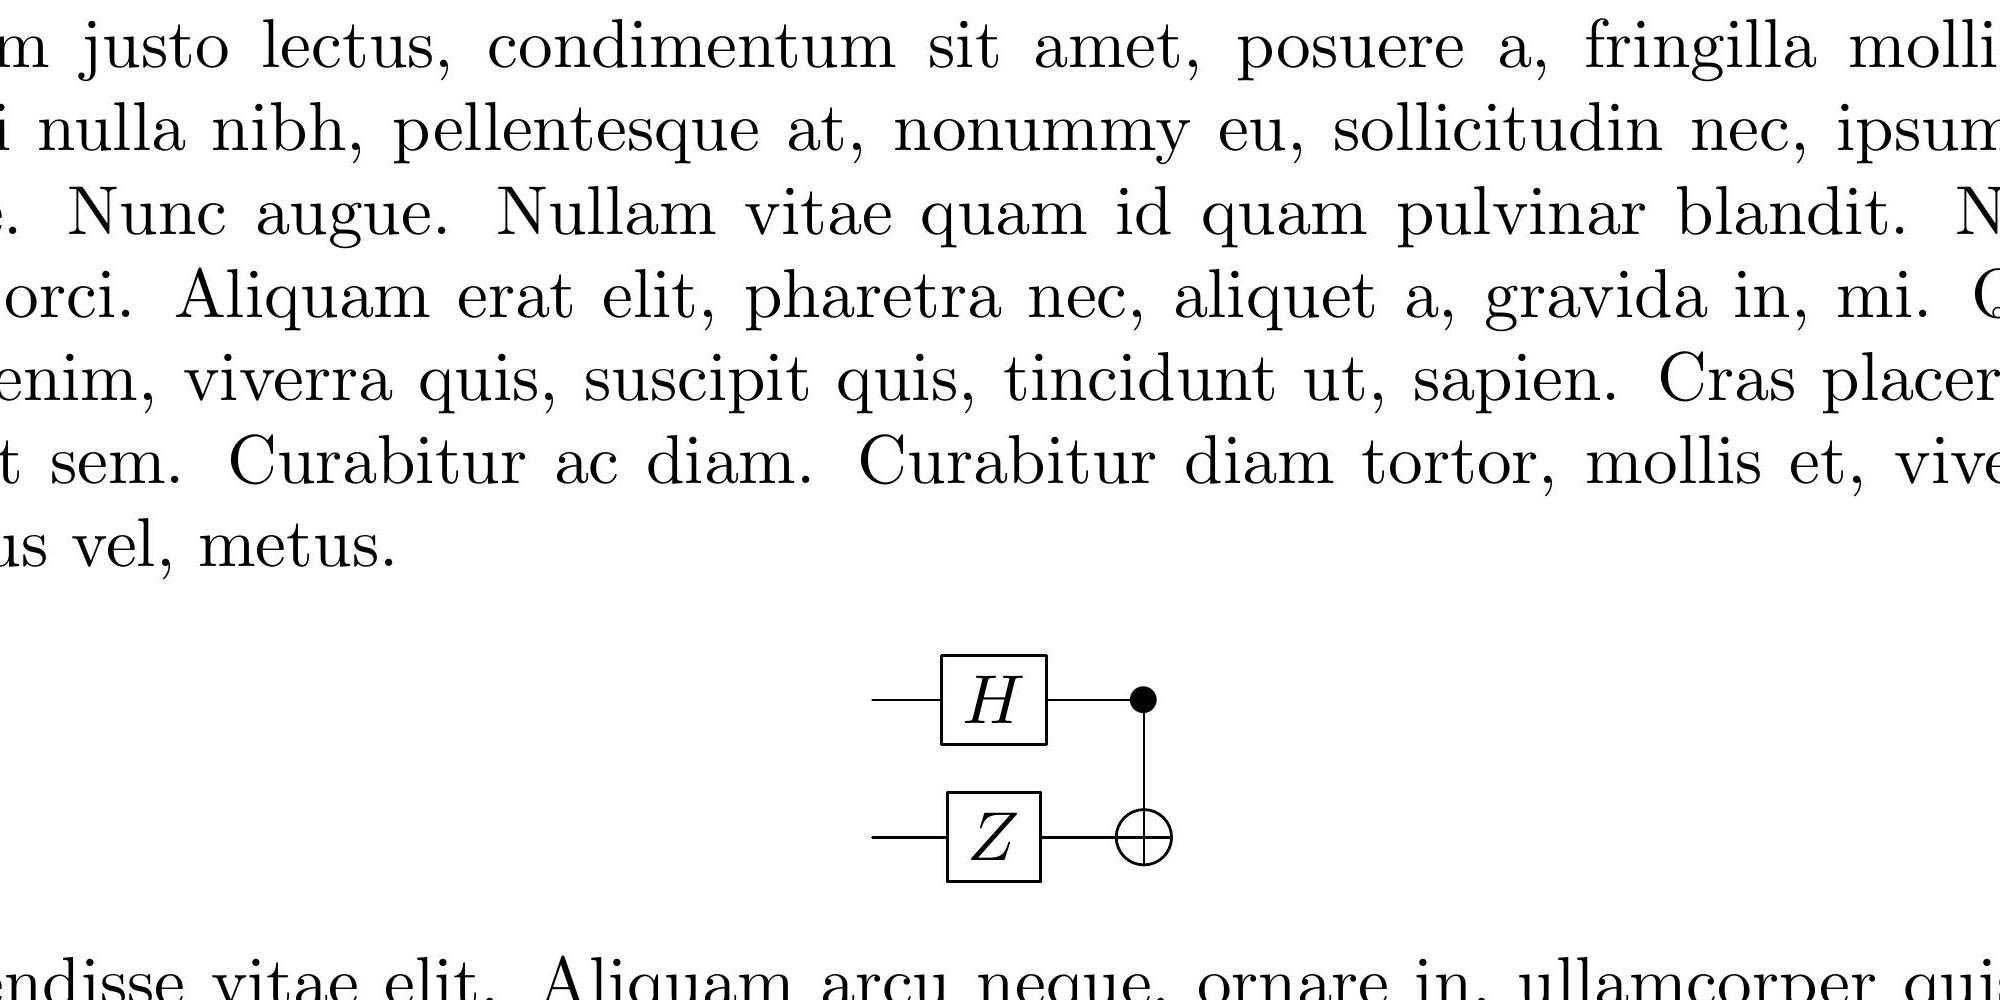 m justo lectus, condimentum sit amet, posuere a, fringilla molli
i nulla nibh, pellentesque at, nonummy eu, sollicitudin nec, ipsum
e. Nunc augue. Nullam vitae quam id quam pulvinar blandit. N
orci. Aliquam erat elit, pharetra nec, aliquet a, gravida in, mi. Q
enim, viverra quis, suscipit quis, tincidunt ut, sapien. Cras placer
t sem. Curabitur ac diam. Curabitur diam tortor, mollis et, vive
us vel, metus.
H
Z
endisse vitae elit. Aliquam arcu neque, ornare in, ullamcorper quis